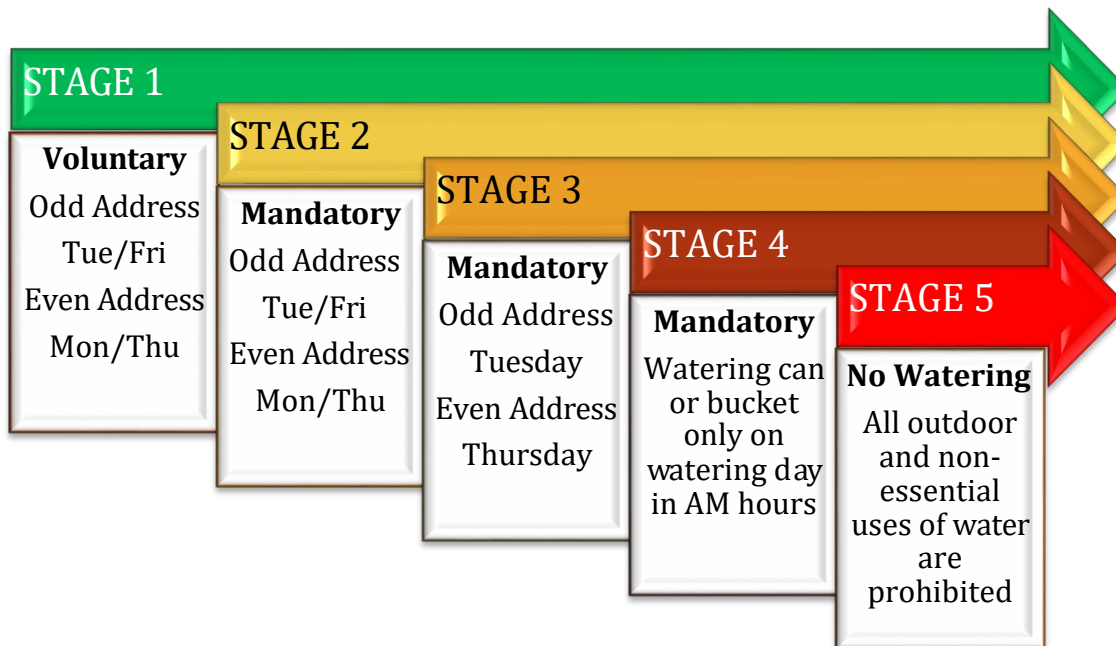 STAGE 1
Voluntary
Odd Address
Tue/Fri
Even Address
Mon/Thu
STAGE 2
Mandatory
Odd Address
Tue/Fri
Even Address
Mon/Thu
STAGE 3
Mandatory
Odd Address
Tuesday
Even Address
Thursday
STAGE 4
Mandatory
Watering can
or bucket
only on
watering day
in AM hours
STAGE 5
No Watering
All outdoor
and non-
essential
uses of water
are
prohibited